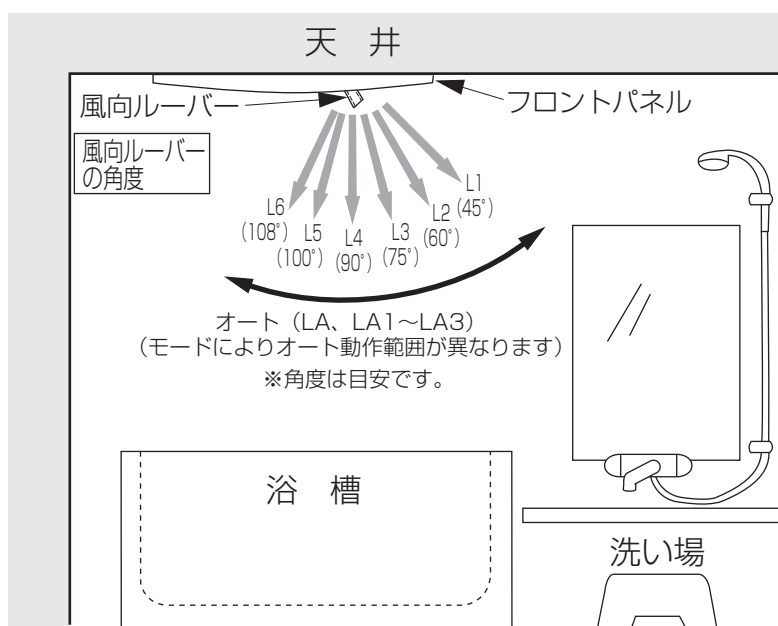 天 井
風向ルーバー
フロントパネル
風向ルーバー
の角度
L1
(45°)
L2
(60°)
L3
(75°)
L4
(90°)
L5
(100°)
L6
(108°)
オート（LA、LA1～LA3）
（モードによりオート動作範囲が異なります）
※角度は目安です。
浴 槽
洗い場